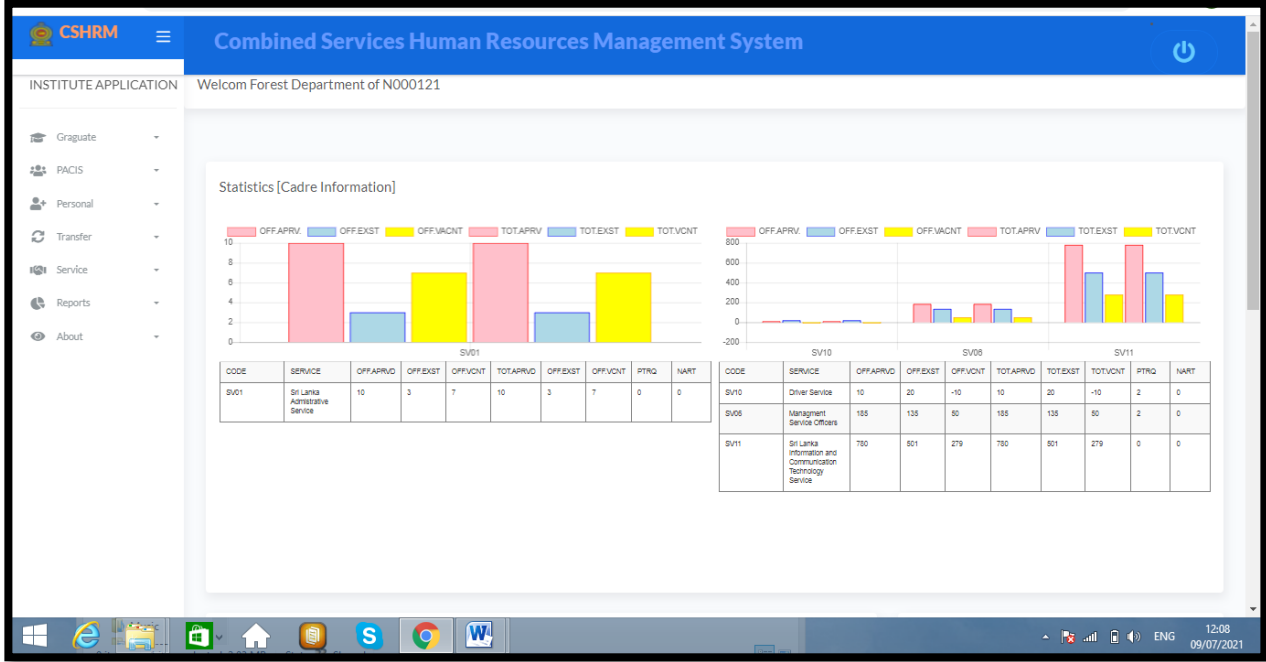 CSHRM
Combined Services Human Resources Management System
INSTITUTE APPLICATION
Welcom Forest Department of N000121
Graguate
PACIS
Personal
Transfer
Service
Reports
About
Statistics [Cadre Information]
OFF.APRV. OFF.EXST OFF.VACNT TOT.APRV TOT.EXST TOT.VCNT
10
8
6
4
2
0
SV01
CODE SERVICE OFF.APRVD OFF.EXST OFF.VCNT TOT.APRVD OFF.EXST OFF.VCNT PTRQ NART
SV01 Sri Lanka Admistrative Service 10 3 7 10 3 7 0 0
OFF.APRV. OFF.EXST OFF.VACNT TOT.APRV TOT.EXST TOT.VCNT
800
600
400
200
0
-200
SV10 SV06 SV11
CODE SERVICE OFF.APRVD OFF.EXST OFF.VCNT TOT.APRVD TOT.EXST TOT.VCNT PTRQ NART
SV10 Driver Service 10 20 -10 10 20 -10 2 0
SV06 Managment Service Officers 185 135 50 185 135 50 2 0
SV11 Sri Lanka Information and Communication Technology Service 780 501 279 780 501 279 0 0
ENG
12:08
09/07/2021